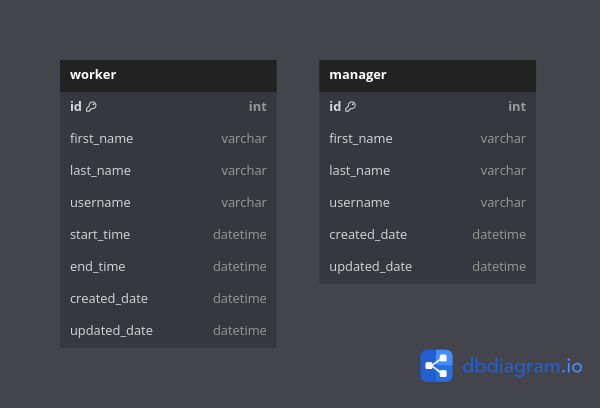 worker
id int
first_name varchar
last_name varchar
username varchar
start_time datetime
end_time datetime
created_date datetime
updated_date datetime
manager
id int
first_name varchar
last_name varchar
username varchar
created_date datetime
updated_date datetime
dbdiagram.io